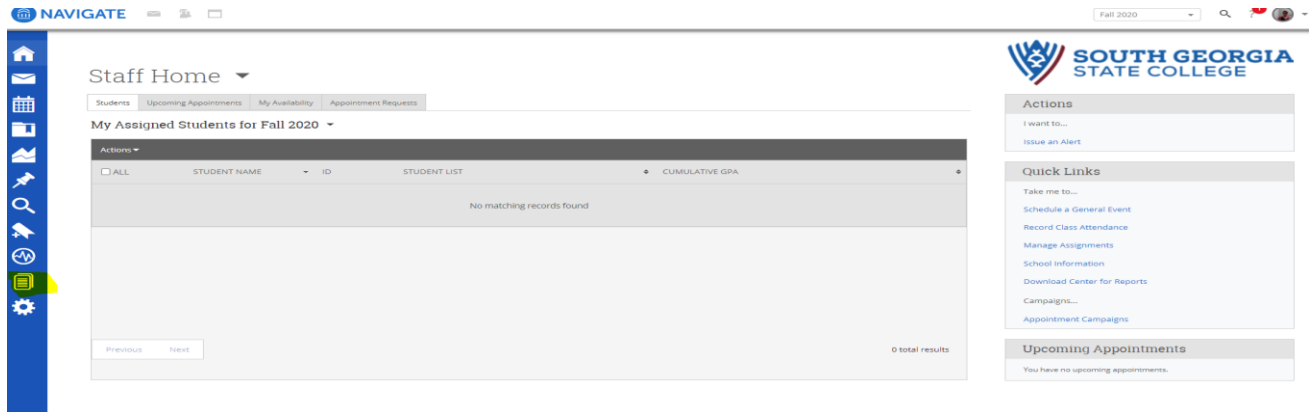 NAVIGATE
Fall 2020
SOUTH GEORGIA
STATE COLLEGE
Staff Home
Students Upcoming Appointments My Availability Appointment Requests
My Assigned Students for Fall 2020
Actions
ALL STUDENT NAME ID STUDENT LIST CUMULATIVE GPA
No matching records found
Previous Next 0 total results
Actions
I want to...
Issue an Alert
Quick Links
Take me to...
Schedule a General Event
Record Class Attendance
Manage Assignments
School Information
Download Center for Reports
Campaigns...
Appointment Campaigns
Upcoming Appointments
You have no upcoming appointments.